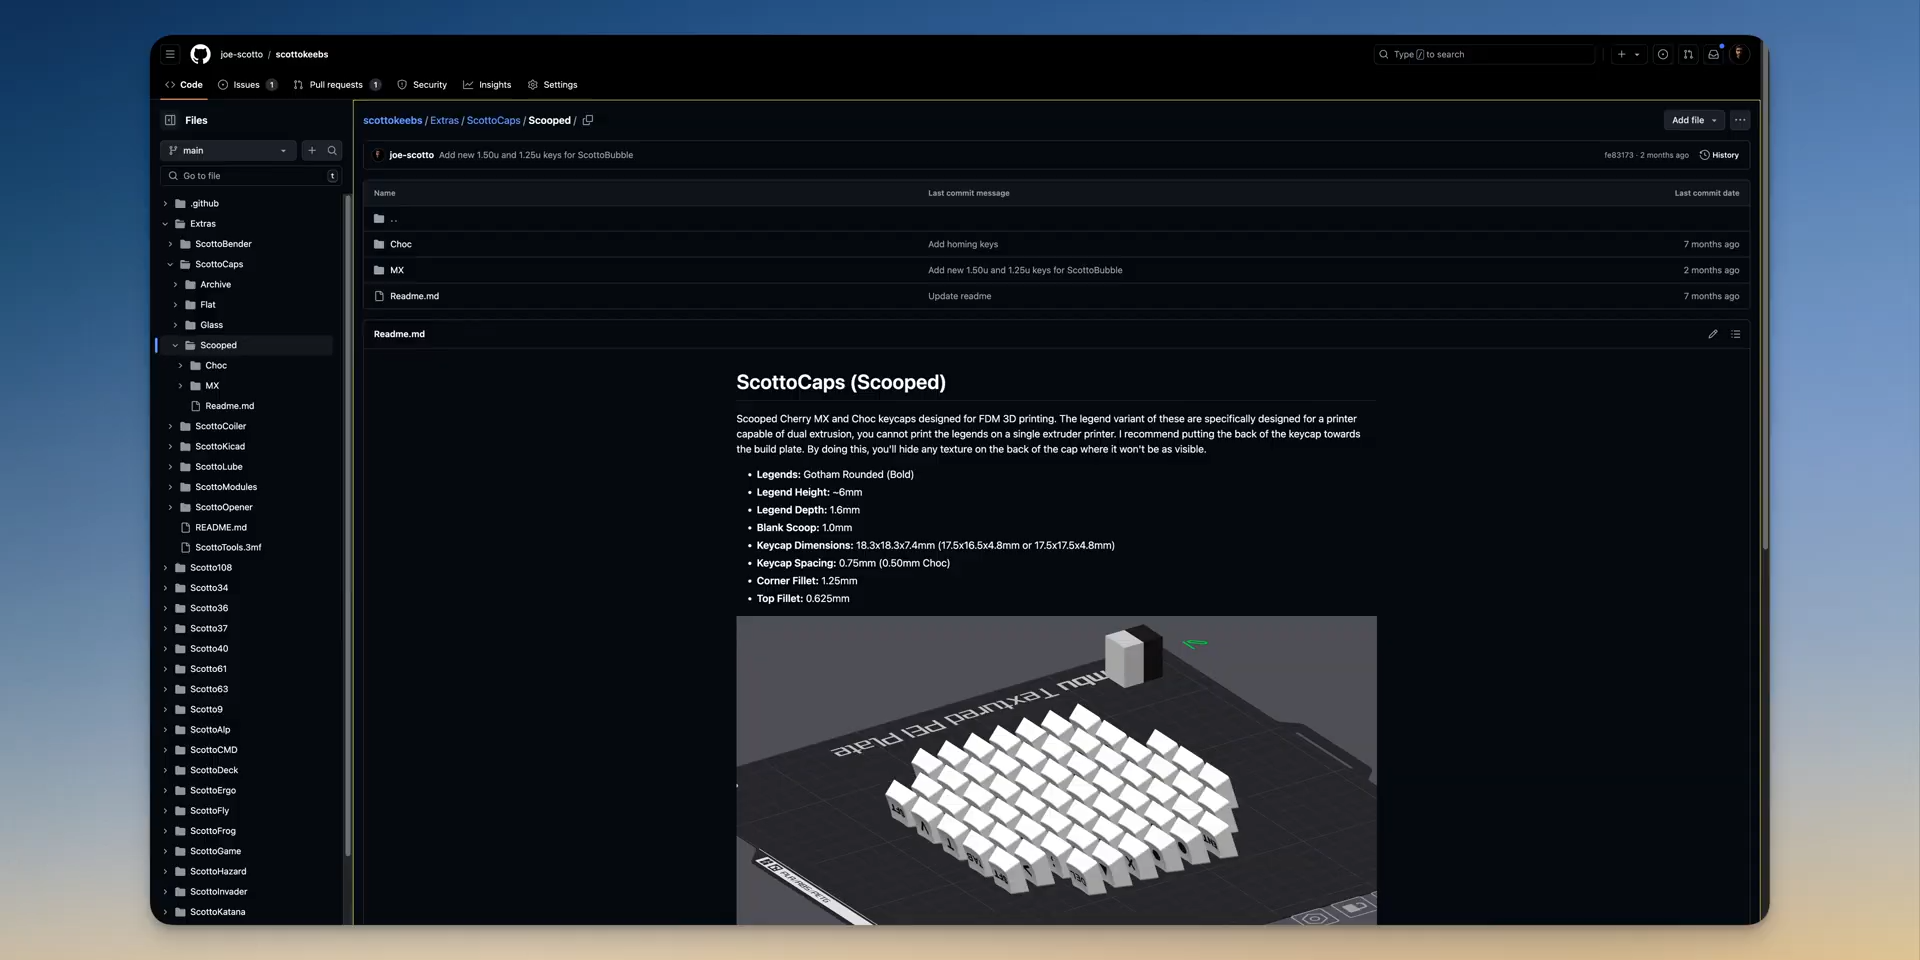 joe-scotto / scottokeebs
Type / to search
Code
Issues 1
Pull requests 1
Security
Insights
Settings
Files
main
Go to file
t
.github
Extras
ScottoBender
ScottoCaps
Archive
Flat
Glass
Scooped
Choc
MX
Readme.md
ScottoCoiler
ScottoKicad
ScottoLube
ScottoModules
ScottoOpener
README.md
ScottoTools.3mf
Scotto108
Scotto34
Scotto36
Scotto37
Scotto40
Scotto61
Scotto63
Scotto9
ScottoAlp
ScottoCMD
ScottoDeck
ScottoErgo
ScottoFly
ScottoFrog
ScottoGame
ScottoHazard
ScottoInvader
ScottoKatana
scottokeebs / Extras / ScottoCaps / Scooped /
Add file
joe-scotto Add new 1.50u and 1.25u keys for ScottoBubble
fe83173 · 2 months ago
History
Name Last commit message Last commit date
..
Choc Add homing keys 7 months ago
MX Add new 1.50u and 1.25u keys for ScottoBubble 2 months ago
Readme.md Update readme 7 months ago
Readme.md
ScottoCaps (Scooped)
Scooped Cherry MX and Choc keycaps designed for FDM 3D printing. The legend variant of these are specifically designed for a printer
capable of dual extrusion, you cannot print the legends on a single extruder printer. I recommend putting the back of the keycap towards
the build plate. By doing this, you'll hide any texture on the back of the cap where it won't be as visible.
• Legends: Gotham Rounded (Bold)
• Legend Height: ~6mm
• Legend Depth: 1.6mm
• Blank Scoop: 1.0mm
• Keycap Dimensions: 18.3x18.3x7.4mm (17.5x16.5x4.8mm or 17.5x17.5x4.8mm)
• Keycap Spacing: 0.75mm (0.50mm Choc)
• Corner Fillet: 1.25mm
• Top Fillet: 0.625mm
mbu Textured PEI Plate
PLA/ABS/PETG